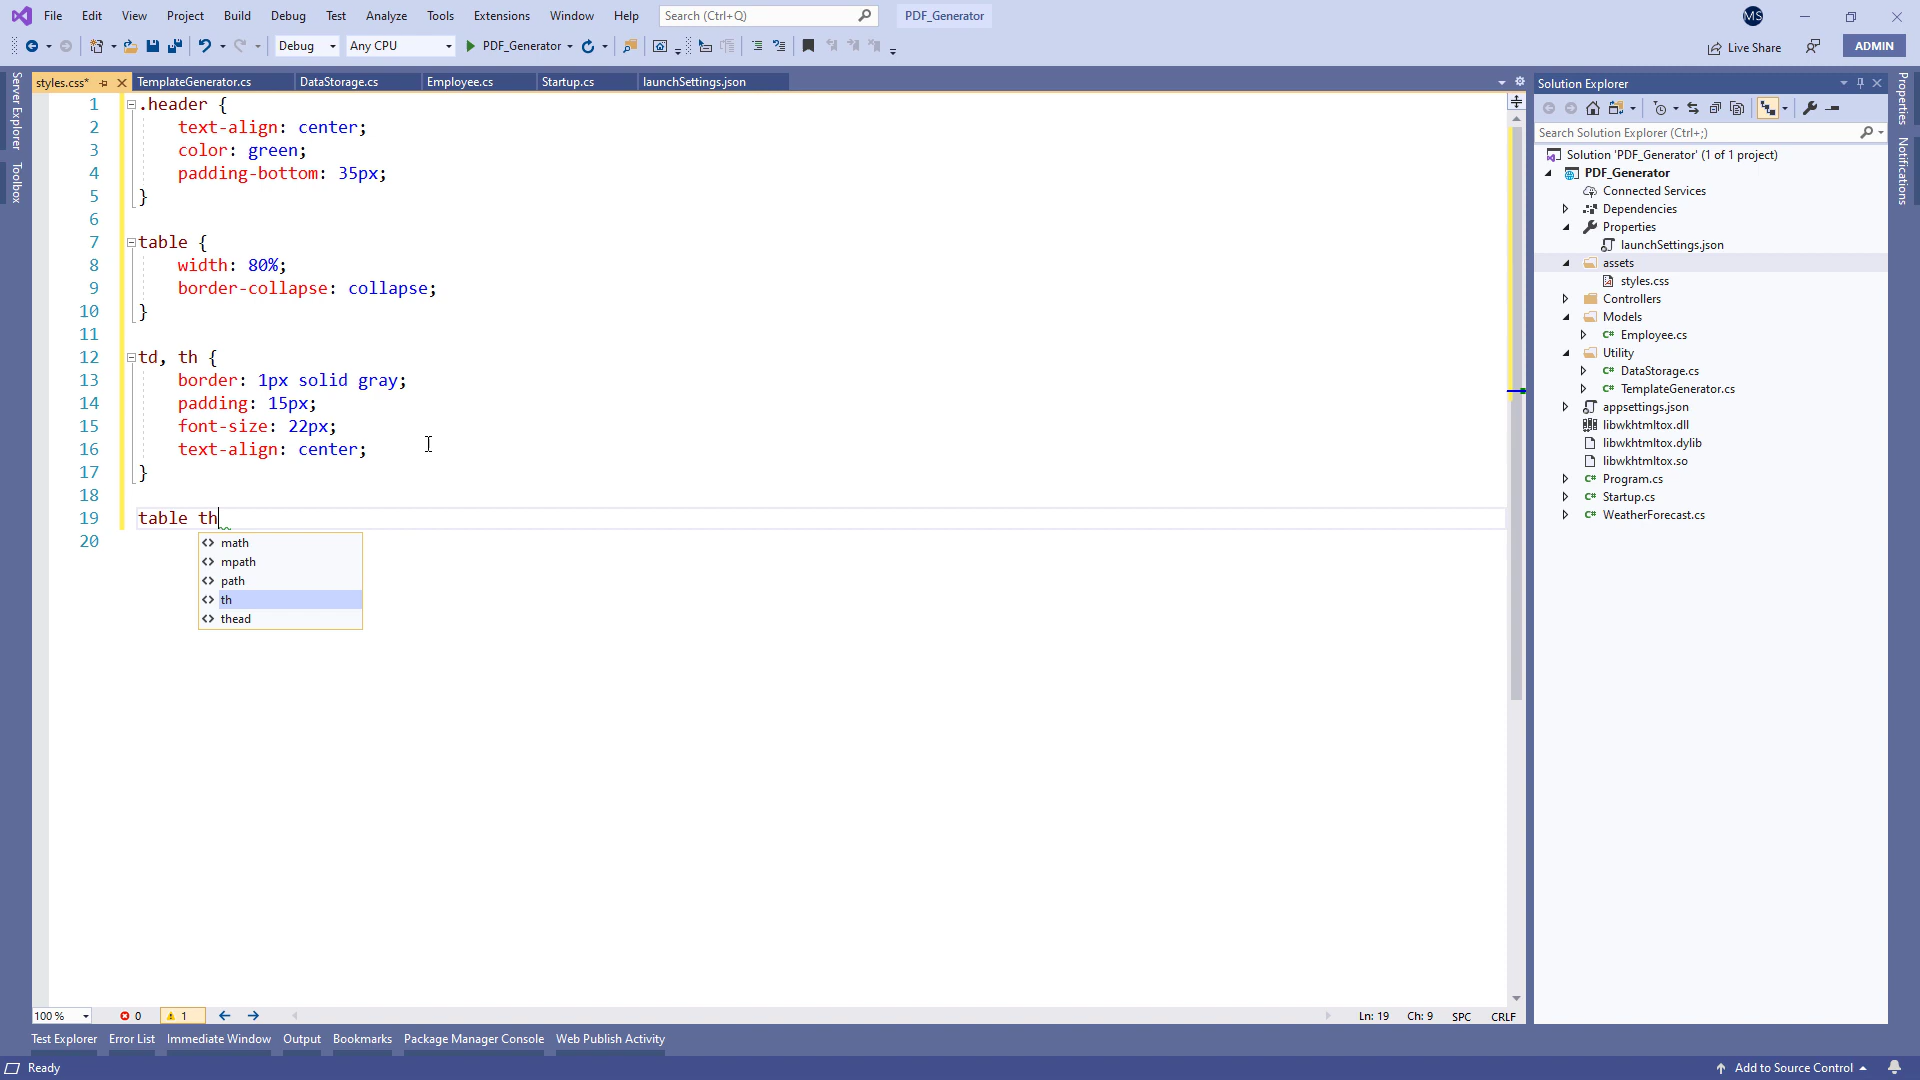 File Edit View Project Build Debug Test Analyze Tools Extensions Window Help Search (Ctrl+Q) PDF_Generator MS
Debug Any CPU PDF_Generator Live Share ADMIN
styles.css* TemplateGenerator.cs DataStorage.cs Employee.cs Startup.cs launchSettings.json
Server Explorer
Toolbox
1 .header {
2 text-align: center;
3 color: green;
4 padding-bottom: 35px;
5 }
6
7 table {
8 width: 80%;
9 border-collapse: collapse;
10 }
11
12 td, th {
13 border: 1px solid gray;
14 padding: 15px;
15 font-size: 22px;
16 text-align: center;
17 }
18
19 table th
20
math
mpath
path
th
thead
Solution Explorer
Search Solution Explorer (Ctrl+;)
Solution 'PDF_Generator' (1 of 1 project)
PDF_Generator
Connected Services
Dependencies
Properties
launchSettings.json
assets
styles.css
Controllers
Models
C# Employee.cs
Utility
C# DataStorage.cs
C# TemplateGenerator.cs
appsettings.json
libwkhtmltox.dll
libwkhtmltox.dylib
libwkhtmltox.so
C# Program.cs
C# Startup.cs
C# WeatherForecast.cs
Properties
Notifications
100 % 0 1 Ln: 19 Ch: 9 SPC CRLF
Test Explorer Error List Immediate Window Output Bookmarks Package Manager Console Web Publish Activity
Ready Add to Source Control